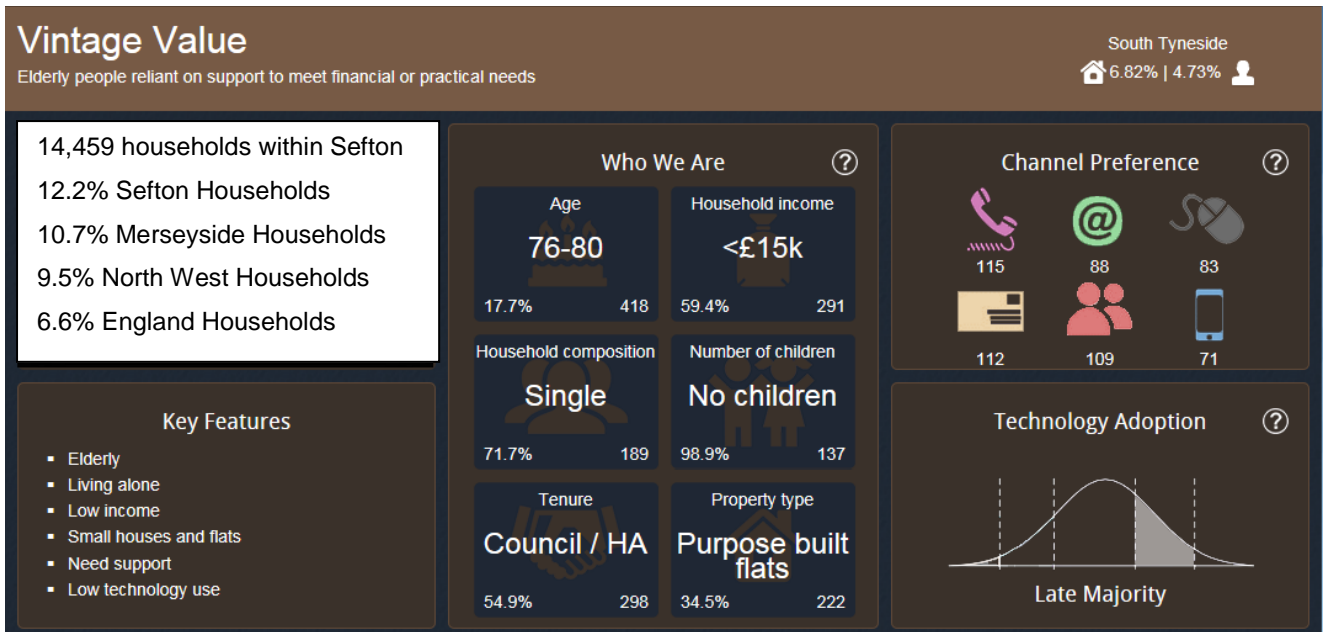 Vintage Value
Elderly people reliant on support to meet financial or practical needs
South Tyneside
6.82% | 4.73%
14,459 households within Sefton
12.2% Sefton Households
10.7% Merseyside Households
9.5% North West Households
6.6% England Households
Key Features
Elderly
Living alone
Low income
Small houses and flats
Need support
Low technology use
Who We Are ?
Age
76-80
17.7% 418
Household income
<£15k
59.4% 291
Household composition
Single
71.7% 189
Number of children
No children
98.9% 137
Tenure
Council / HA
54.9% 298
Property type
Purpose built
flats
34.5% 222
Channel Preference ?
@
115 88 83
112 109 71
Technology Adoption ?
Late Majority